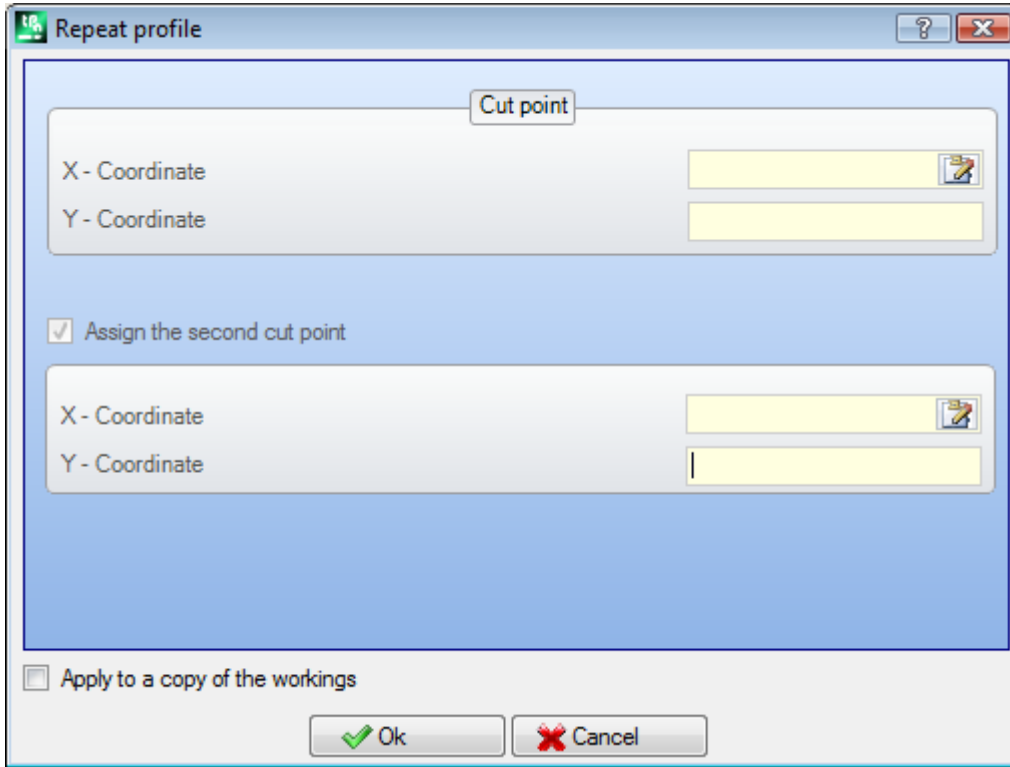 Repeat profile
Cut point
X - Coordinate
Y - Coordinate
Assign the second cut point
X - Coordinate
Y - Coordinate
Apply to a copy of the workings
Ok Cancel